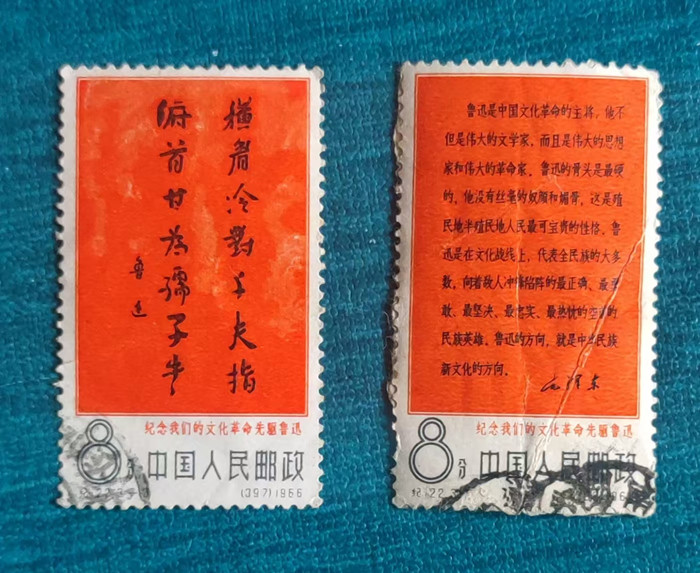 横眉冷對千夫指
俯首甘为孺子牛
鲁迅
纪念我们的文化革命先驱鲁迅
8分 中国人民邮政
(397)1966
鲁迅是中国文化革命的主将，他不
但是伟大的文学家，而且是伟大的思想
家和伟大的革命家。鲁迅的骨头是最硬
的，他没有丝毫的奴颜和媚骨，这是殖
民地半殖民地人民最可宝贵的性格。鲁
迅是在文化战线上，代表全民族的大多
数，向着敌人冲锋陷阵的最正确、最勇
敢、最坚决、最忠实、最热忱的空前的
民族英雄。鲁迅的方向，就是中华民族
新文化的方向。
毛泽东
纪念我们的文化革命先驱鲁迅
8分 中国人民邮政